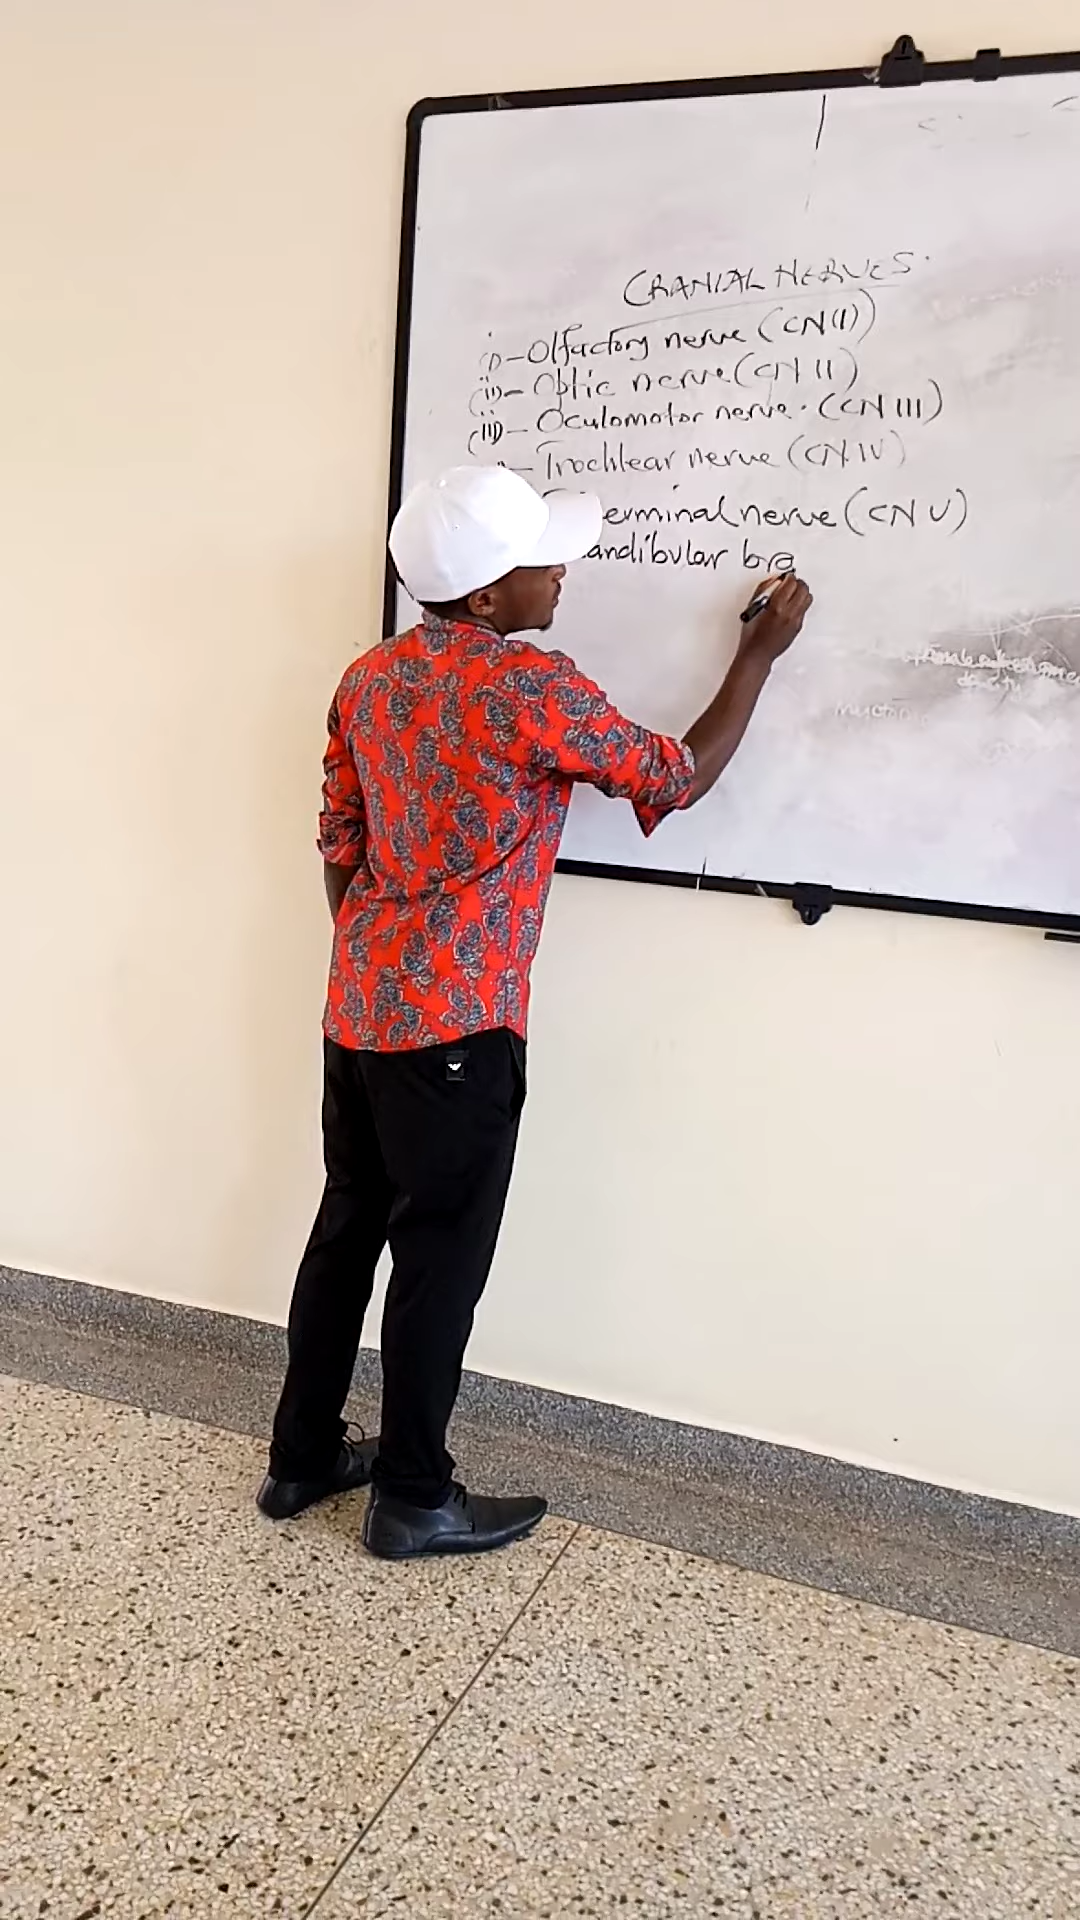 CRANIAL NERVES.
(i) - Olfactory nerve (CN I)
(ii) - Optic nerve (CN II)
(iii) - Oculomotor nerve. (CN III)
- Trochlear nerve (CN IV)
erminal nerve (CN V)
andibular bra